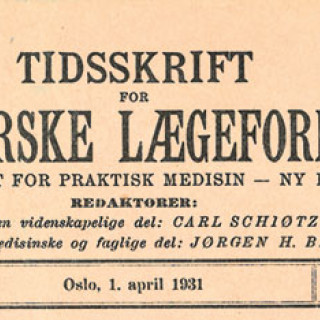 TIDSSKRIFT
FOR
RSKE LÆGEFOR
T FOR PRAKTISK MEDISIN — NY
REDAKTØRER:
en videnskapelige del: CARL SCHIØTZ
edisinske og faglige del: JØRGEN H. B
Oslo, 1. april 1931